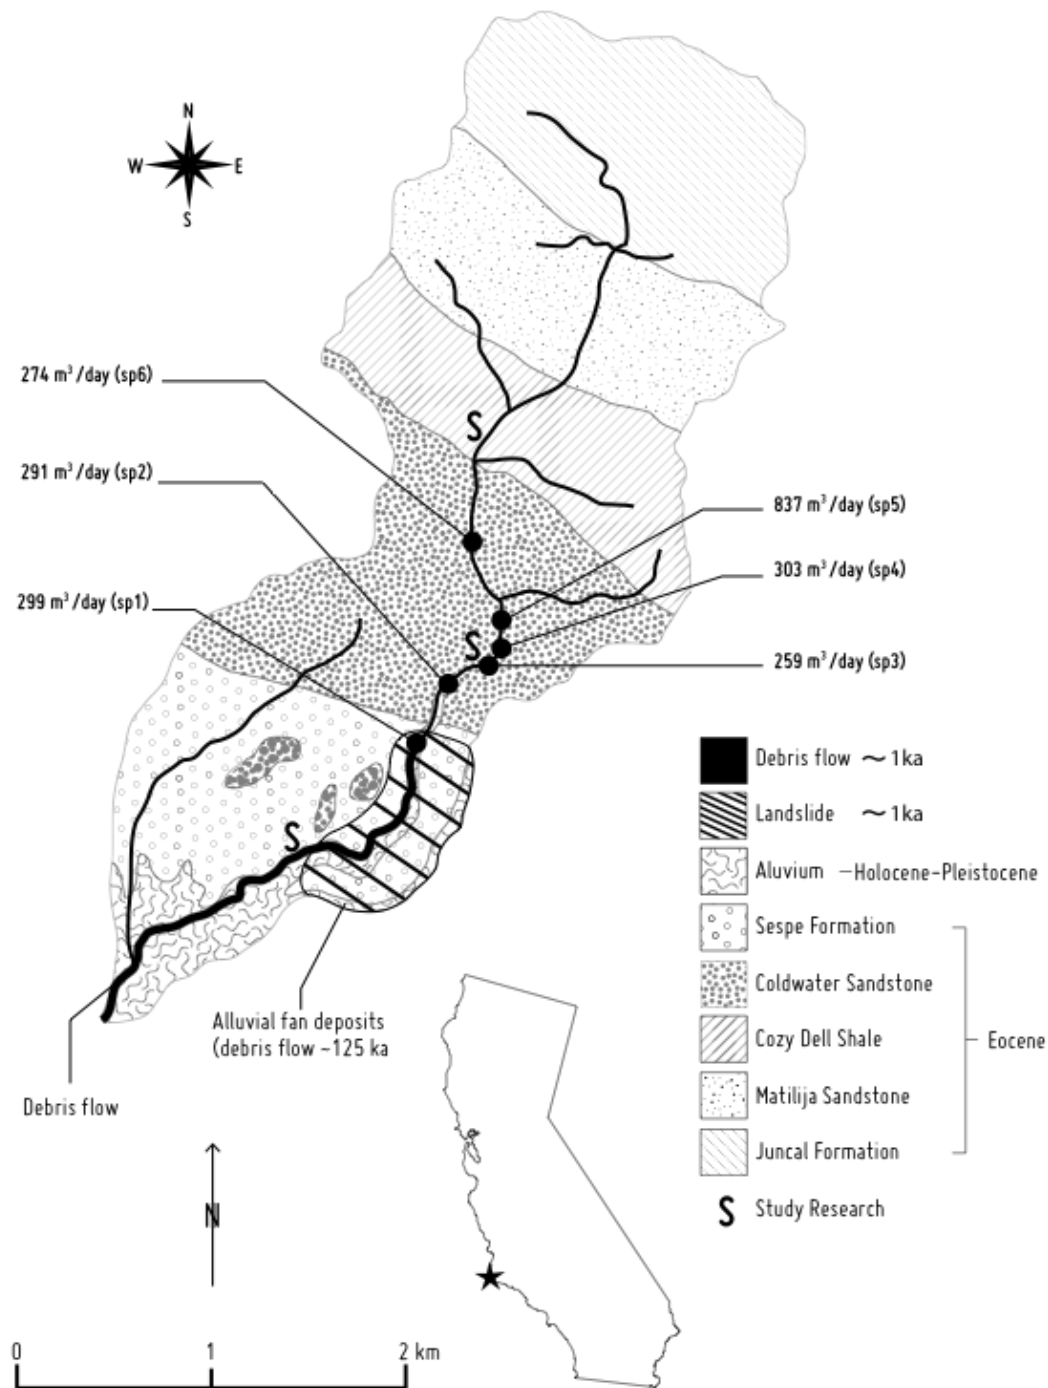 N
W
E
S
274 m³/day (sp6)
291 m³/day (sp2)
299 m³/day (sp1)
S
837 m³/day (sp5)
303 m³/day (sp4)
S
259 m³/day (sp3)
S
Debris flow ~ 1ka
Landslide ~ 1ka
Aluvium –Holocene-Pleistocene
Sespe Formation
Coldwater Sandstone
Cozy Dell Shale
Eocene
Matilija Sandstone
Juncal Formation
S Study Research
Alluvial fan deposits
(debris flow ~125 ka
Debris flow
N
0 1 2 km